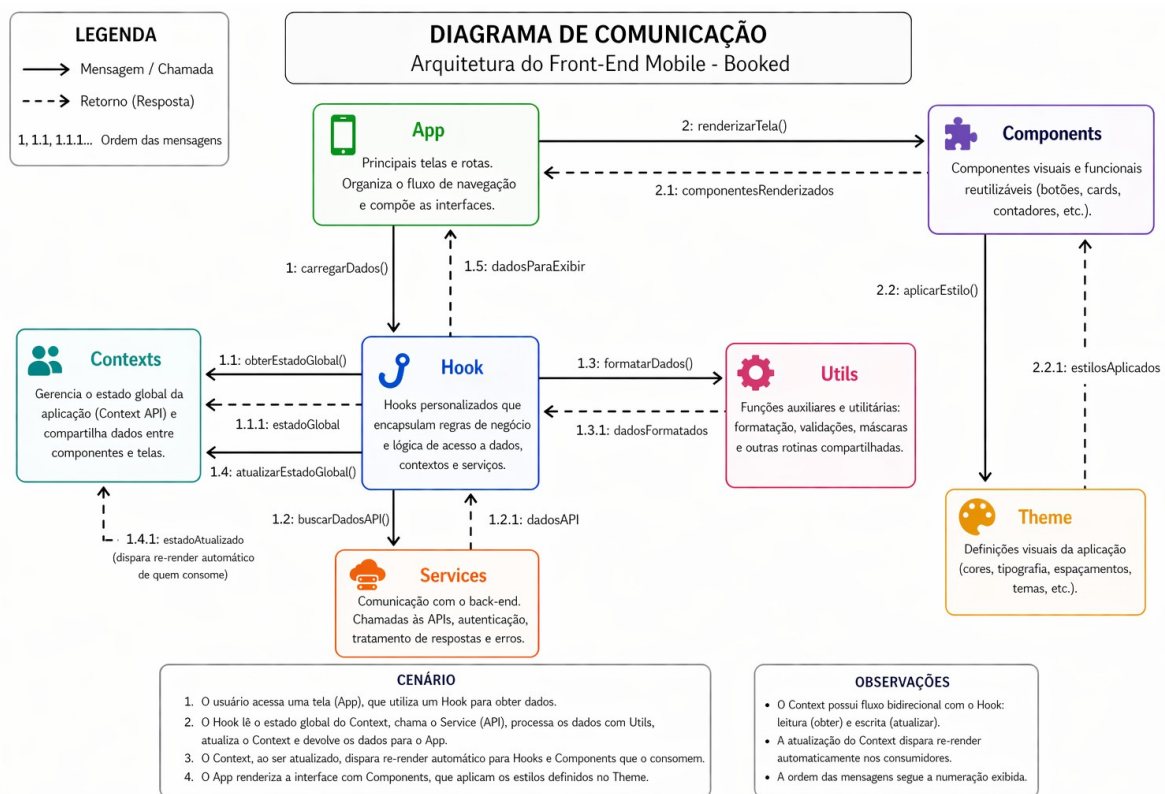 LEGENDA
Mensagem / Chamada
Retorno (Resposta)
1, 1.1, 1.1.1... Ordem das mensagens
DIAGRAMA DE COMUNICAÇÃO
Arquitetura do Front-End Mobile - Booked
App
Principais telas e rotas.
Organiza o fluxo de navegação
e compõe as interfaces.
2: renderizarTela()
2.1: componentesRenderizados
Components
Componentes visuais e funcionais
reutilizáveis (botões, cards,
contadores, etc.).
1: carregarDados()
1.5: dadosParaExibir
2.2: aplicarEstilo()
2.2.1: estilosAplicados
Contexts
Gerencia o estado global da
aplicação (Context API) e
compartilha dados entre
componentes e telas.
1.1: obterEstadoGlobal()
1.1.1: estadoGlobal
1.4: atualizarEstadoGlobal()
Hook
Hooks personalizados que
encapsulam regras de negócio
e lógica de acesso a dados,
contextos e serviços.
1.3: formatarDados()
1.3.1: dadosFormatados
Utils
Funções auxiliares e utilitárias:
formatação, validações, máscaras
e outras rotinas compartilhadas.
1.4.1: estadoAtualizado
(dispara re-render automático
de quem consome)
1.2: buscarDadosAPI()
1.2.1: dadosAPI
Services
Comunicação com o back-end.
Chamadas às APIs, autenticação,
tratamento de respostas e erros.
Theme
Definições visuais da aplicação
(cores, tipografia, espaçamentos,
temas, etc.).
CENÁRIO
1. O usuário acessa uma tela (App), que utiliza um Hook para obter dados.
2. O Hook lê o estado global do Context, chama o Service (API), processa os dados com Utils,
atualiza o Context e devolve os dados para o App.
3. O Context, ao ser atualizado, dispara re-render automático para Hooks e Components que o consomem.
4. O App renderiza a interface com Components, que aplicam os estilos definidos no Theme.
OBSERVAÇÕES
• O Context possui fluxo bidirecional com o Hook:
leitura (obter) e escrita (atualizar).
• A atualização do Context dispara re-render
automaticamente nos consumidores.
• A ordem das mensagens segue a numeração exibida.